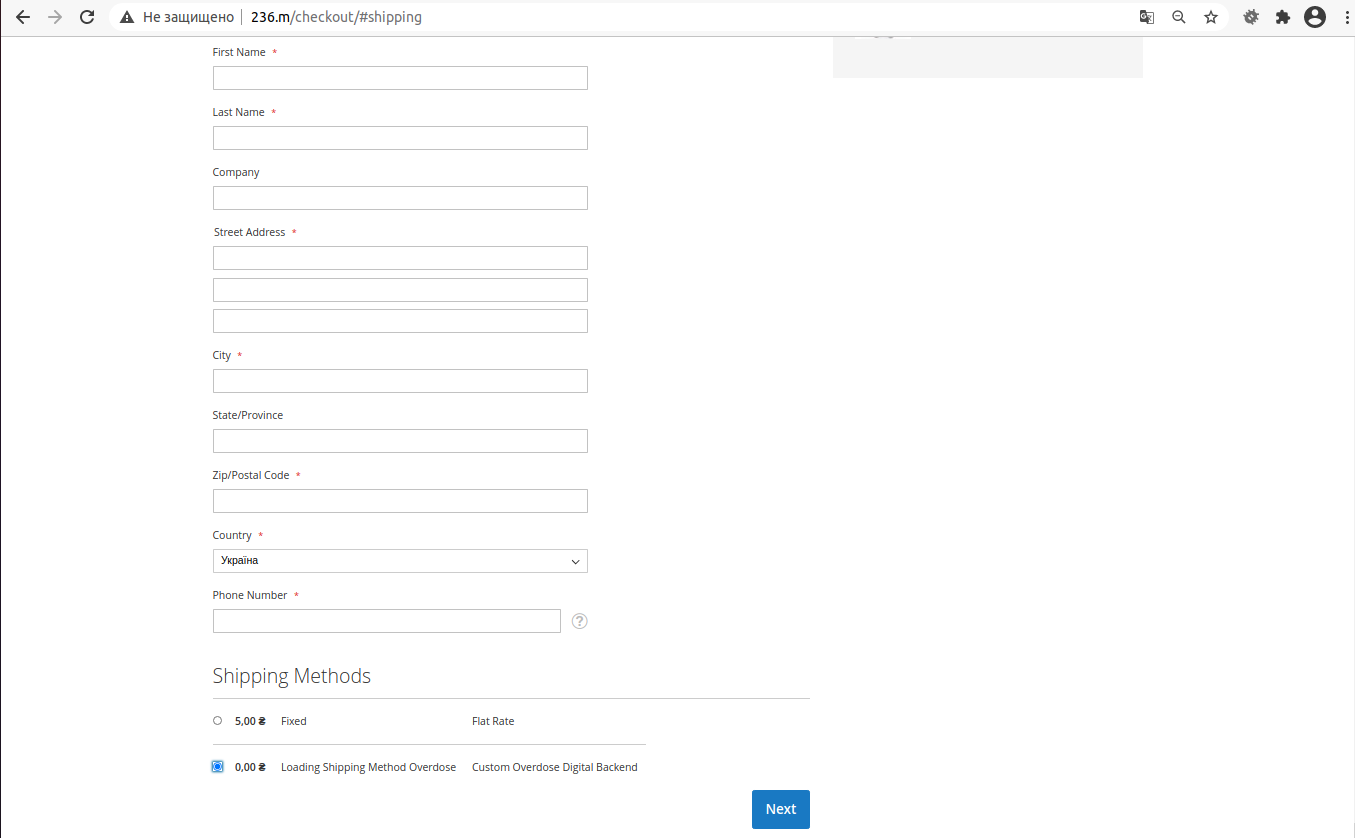 Не защищено 236.m/checkout/#shipping
First Name *
Last Name *
Company
Street Address *
City *
State/Province
Zip/Postal Code *
Country *
Україна
Phone Number *
?
Shipping Methods
5,00 ₴ Fixed Flat Rate
0,00 ₴ Loading Shipping Method Overdose Custom Overdose Digital Backend
Next